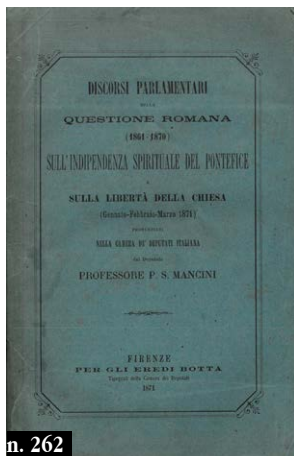 DISCORSI PARLAMENTARI
SULLA
QUESTIONE ROMANA
(1861-1870)
SULL'INDIPENDENZA SPIRITUALE DEL PONTEFICE
E
SULLA LIBERTÀ DELLA CHIESA
(Gennaio-Febbraio-Marzo 1871)
PRONUNZIATI
NELLA CAMERA DE' DEPUTATI ITALIANA
dal Deputato
PROFESSORE P. S. MANCINI
FIRENZE
PER GLI EREDI BOTTA
Tipografi della Camera dei Deputati
1871.
n. 262